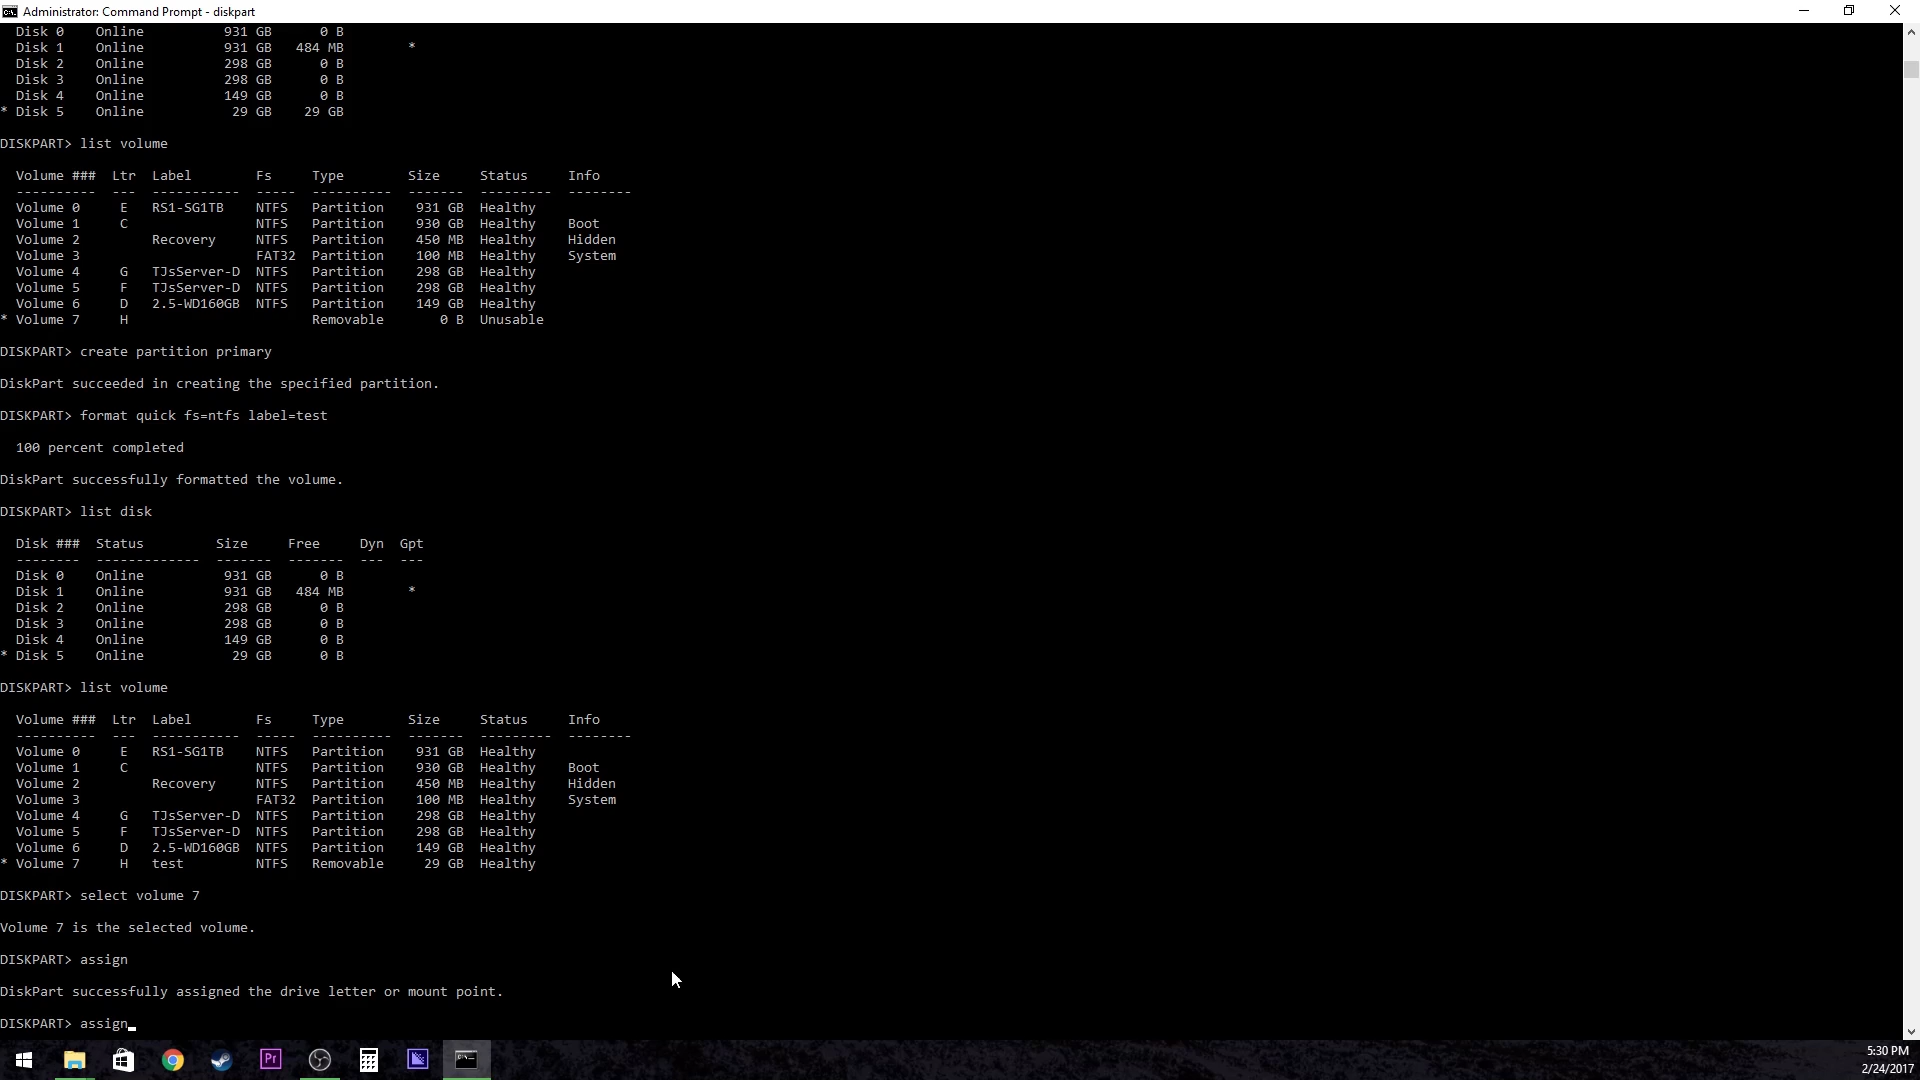 Administrator: Command Prompt - diskpart
Disk 0    Online           931 GB      0 B
Disk 1    Online           931 GB   484 MB        *
Disk 2    Online           298 GB      0 B
Disk 3    Online           298 GB      0 B
Disk 4    Online           149 GB      0 B
* Disk 5    Online            29 GB    29 GB
DISKPART> list volume
Volume ###  Ltr  Label        Fs     Type        Size     Status     Info
----------  ---  -----------  -----  ----------  -------  ---------  --------
Volume 0     E   RS1-SG1TB    NTFS   Partition    931 GB  Healthy
Volume 1     C                NTFS   Partition    930 GB  Healthy    Boot
Volume 2         Recovery     NTFS   Partition    450 MB  Healthy    Hidden
Volume 3                      FAT32  Partition    100 MB  Healthy    System
Volume 4     G   TJsServer-D  NTFS   Partition    298 GB  Healthy
Volume 5     F   TJsServer-D  NTFS   Partition    298 GB  Healthy
Volume 6     D   2.5-WD160GB  NTFS   Partition    149 GB  Healthy
* Volume 7     H                       Removable       0 B  Unusable
DISKPART> create partition primary
DiskPart succeeded in creating the specified partition.
DISKPART> format quick fs=ntfs label=test
100 percent completed
DiskPart successfully formatted the volume.
DISKPART> list disk
Disk ###  Status         Size     Free     Dyn  Gpt
--------  -------------  -------  -------  ---  ---
Disk 0    Online          931 GB      0 B
Disk 1    Online          931 GB   484 MB        *
Disk 2    Online          298 GB      0 B
Disk 3    Online          298 GB      0 B
Disk 4    Online          149 GB      0 B
* Disk 5    Online           29 GB      0 B
DISKPART> list volume
Volume ###  Ltr  Label        Fs     Type        Size     Status     Info
----------  ---  -----------  -----  ----------  -------  ---------  --------
Volume 0     E   RS1-SG1TB    NTFS   Partition    931 GB  Healthy
Volume 1     C                NTFS   Partition    930 GB  Healthy    Boot
Volume 2         Recovery     NTFS   Partition    450 MB  Healthy    Hidden
Volume 3                      FAT32  Partition    100 MB  Healthy    System
Volume 4     G   TJsServer-D  NTFS   Partition    298 GB  Healthy
Volume 5     F   TJsServer-D  NTFS   Partition    298 GB  Healthy
Volume 6     D   2.5-WD160GB  NTFS   Partition    149 GB  Healthy
* Volume 7     H   test         NTFS   Removable     29 GB  Healthy
DISKPART> select volume 7
Volume 7 is the selected volume.
DISKPART> assign
DiskPart successfully assigned the drive letter or mount point.
DISKPART> assign
Pr
5:30 PM
2/24/2017